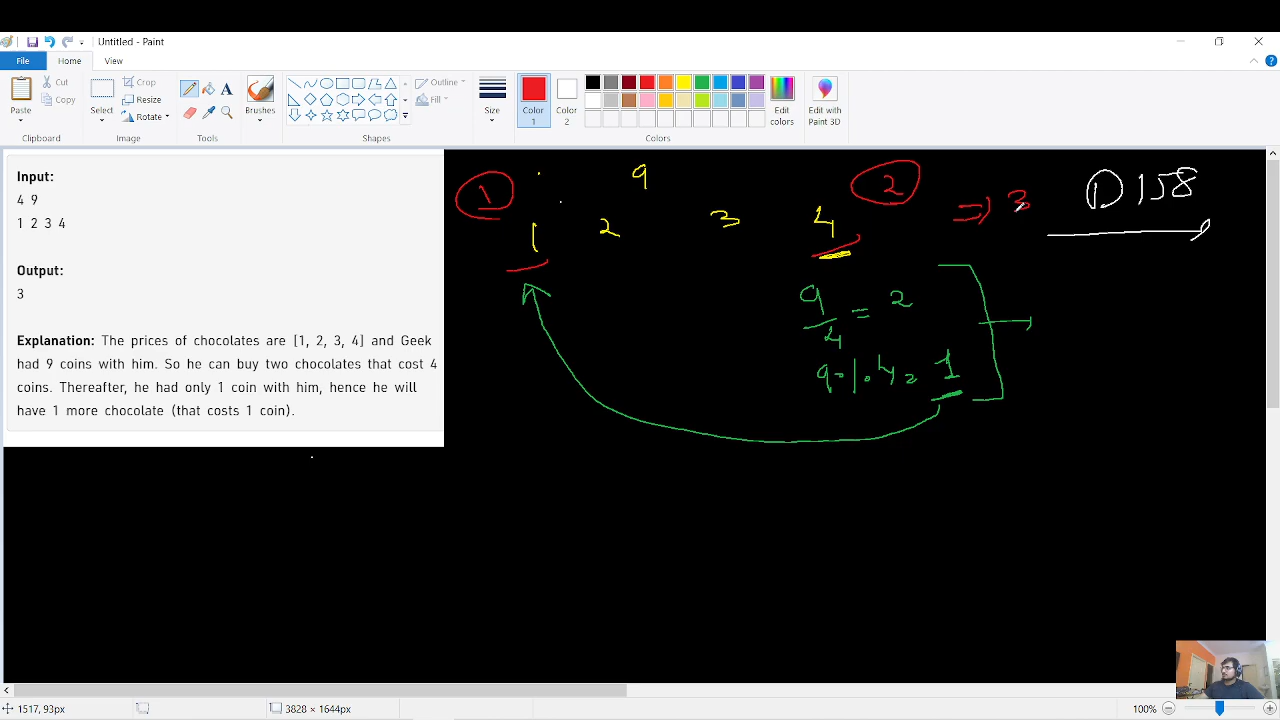 Untitled - Paint
File
Home
View
Paste
Cut
Copy
Clipboard
Select
Crop
Resize
Rotate
Image
Tools
Brushes
Shapes
Outline
Fill
Size
Color 1
Color 2
Edit colors
Edit with Paint 3D
Colors
Input:
4 9
1 2 3 4
Output:
3
Explanation: The prices of chocolates are [1, 2, 3, 4] and Geek
had 9 coins with him. So he can buy two chocolates that cost 4
coins. Thereafter, he had only 1 coin with him, hence he will
have 1 more chocolate (that costs 1 coin).
9
1 2 ⇒ 3 D158
1 2 3 4
9/4 = 2
9 % 4 = 1
1517, 93px
3828 × 1644px
100%